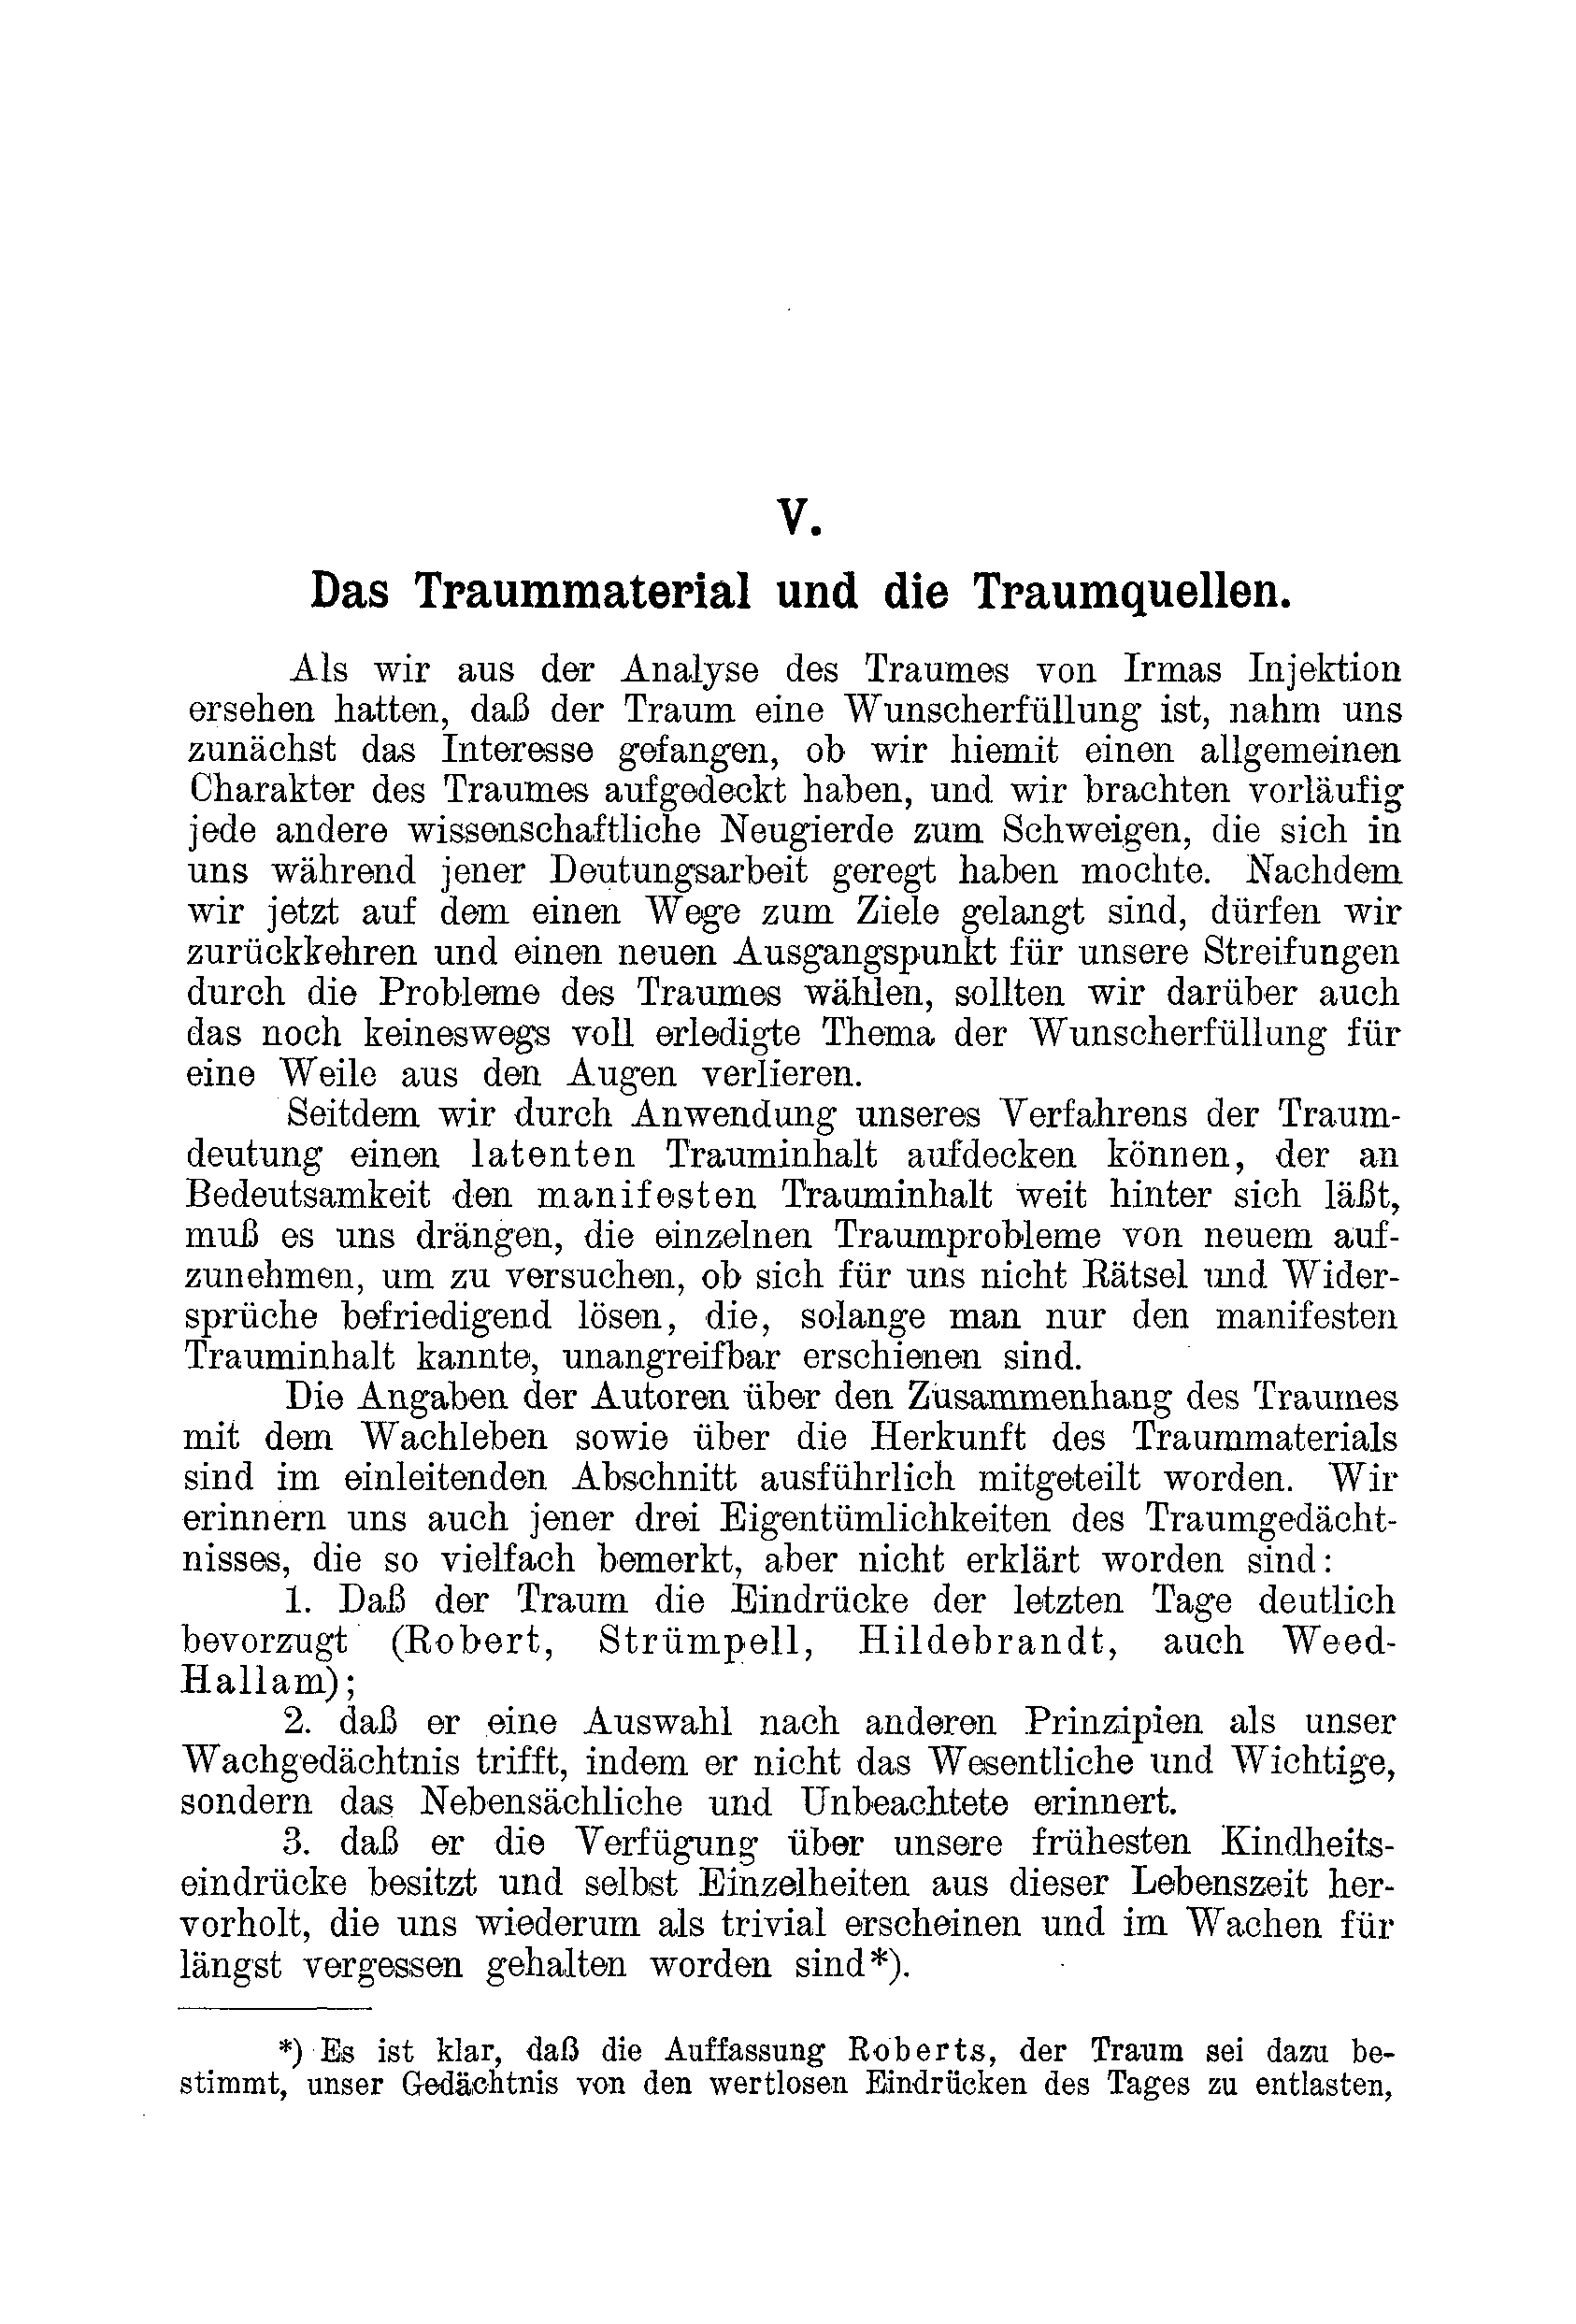 V.
Das Traummaterial und die Traumquellen.
Als wir aus der Analyse des Traumes von Irmas Injektion
ersehen hatten, daß der Traum eine Wunscherfüllung ist, nahm uns
zunächst das Interesse gefangen, ob wir hiemit einen allgemeinen
Charakter des Traumes aufgedeckt haben, und wir brachten vorläufig
jede andere wissenschaftliche Neugierde zum Schweigen, die sich in
uns während jener Deutungsarbeit geregt haben mochte. Nachdem
wir jetzt auf dem einen Wege zum Ziele gelangt sind, dürfen wir
zurückkehren und einen neuen Ausgangspunkt für unsere Streifungen
durch die Probleme des Traumes wählen, sollten wir darüber auch
das noch keineswegs voll erledigte Thema der Wunscherfüllung für
eine Weile aus den Augen verlieren.
Seitdem wir durch Anwendung unseres Verfahrens der Traum-
deutung einen latenten Trauminhalt aufdecken können, der an
Bedeutsamkeit den manifesten Trauminhalt weit hinter sich läßt,
muß es uns drängen, die einzelnen Traumprobleme von neuem auf-
zunehmen, um zu versuchen, ob sich für uns nicht Rätsel und Wider-
sprüche befriedigend lösen, die, solange man nur den manifesten
Trauminhalt kannte, unangreifbar erschienen sind.
Die Angaben der Autoren über den Zusammenhang des Traumes
mit dem Wachleben sowie über die Herkunft des Traummaterials
sind im einleitenden Abschnitt ausführlich mitgeteilt worden. Wir
erinnern uns auch jener drei Eigentümlichkeiten des Traumgedächt-
nisses, die so vielfach bemerkt, aber nicht erklärt worden sind:
1. Daß der Traum die Eindrücke der letzten Tage deutlich
bevorzugt (Robert, Strümpell, Hildebrandt, auch Weed-
Hallam);
2. daß er eine Auswahl nach anderen Prinzipien als unser
Wachgedächtnis trifft, indem er nicht das Wesentliche und Wichtige,
sondern das Nebensächliche und Unbeachtete erinnert.
3. daß er die Verfügung über unsere frühesten Kindheits-
eindrücke besitzt und selbst Einzelheiten aus dieser Lebenszeit her-
vorholt, die uns wiederum als trivial erscheinen und im Wachen für
längst vergessen gehalten worden sind*).
*) Es ist klar, daß die Auffassung Roberts, der Traum sei dazu be-
stimmt, unser Gedächtnis von den wertlosen Eindrücken des Tages zu entlasten,